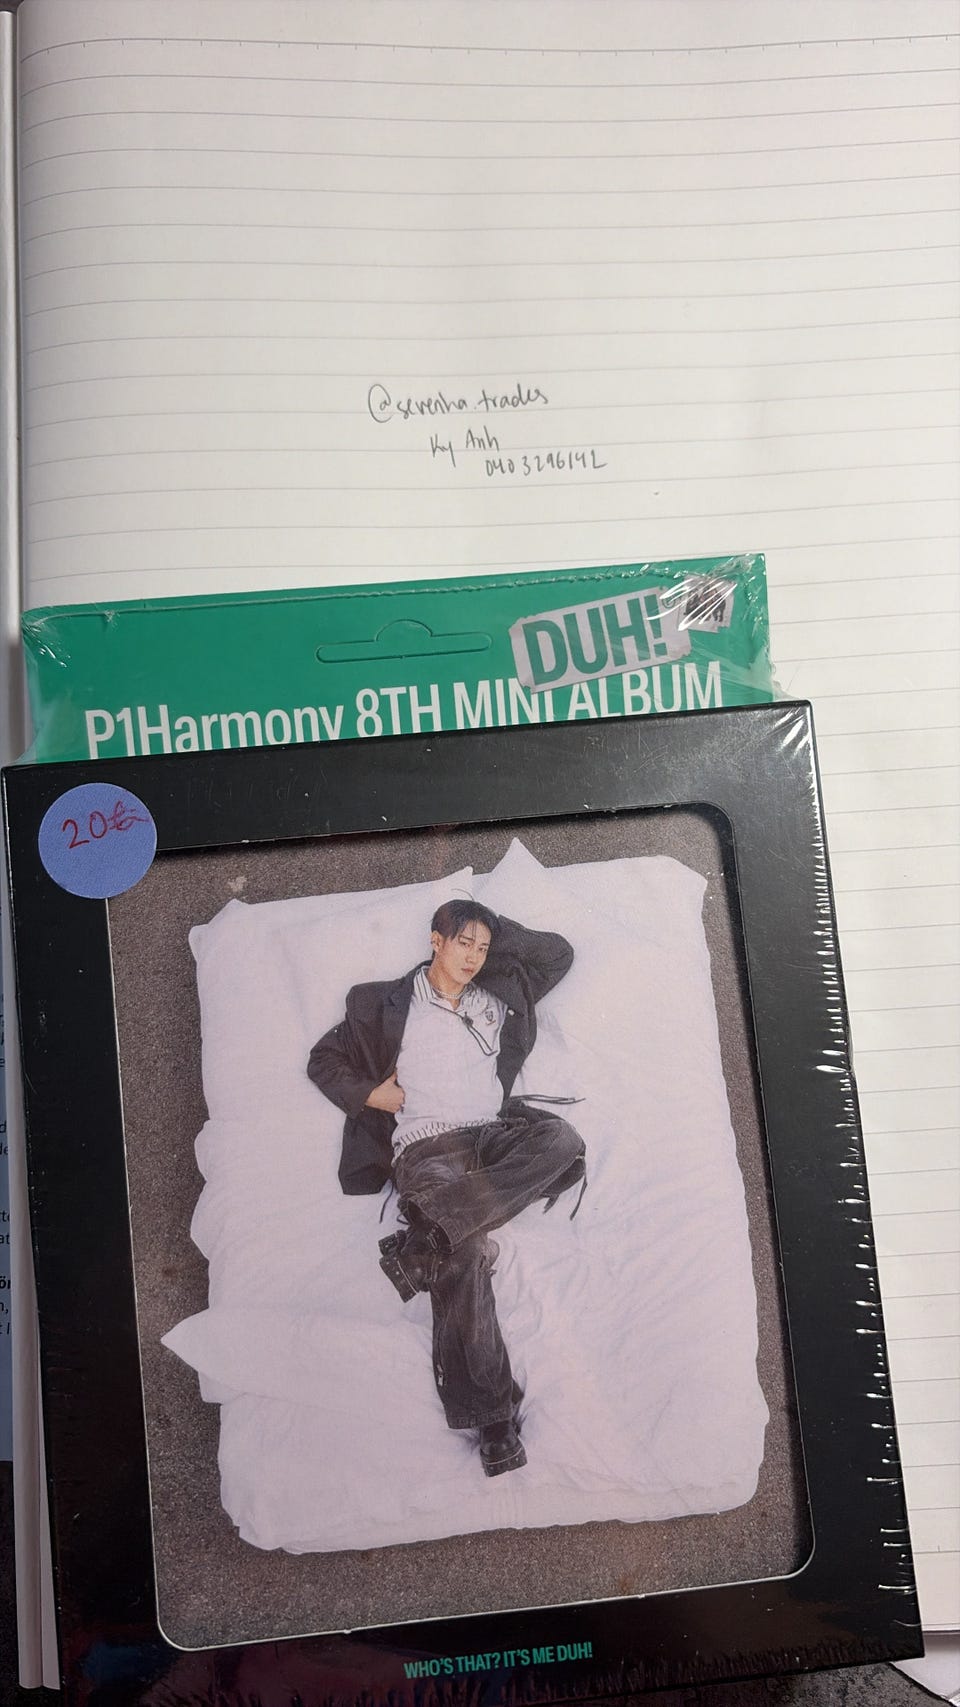 @sevenha.trades
Ky Anh
0403296142
DUH!
P1Harmony 8TH MINI ALBUM
20
WHO'S THAT? IT'S ME DUH!